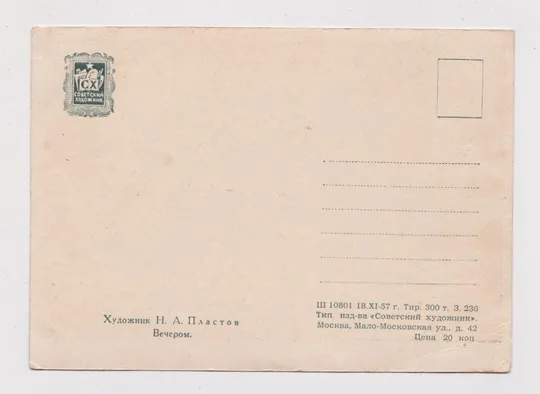 СХ
СОВЕТСКИЙ
ХУДОЖНИК
Художник Н. А. Пластов
Вечером.
Ш 10801 18.XI-57 г. Тир. 300 т. З. 236
Тип. изд-ва «Советский художник».
Москва, Мало-Московская ул., д. 42
Цена 20 коп.